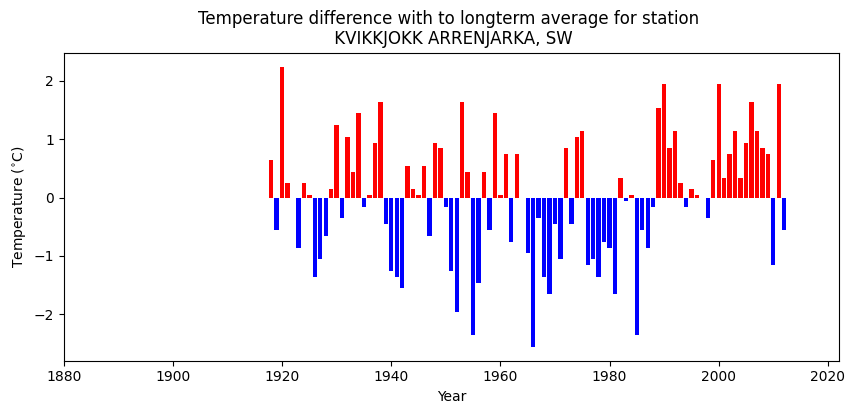 Temperature difference with to longterm average for station
KVIKKJOKK ARRENJARKA, SW
Temperature (°C)
2
1
0
−1
−2
1880 1900 1920 1940 1960 1980 2000 2020
Year